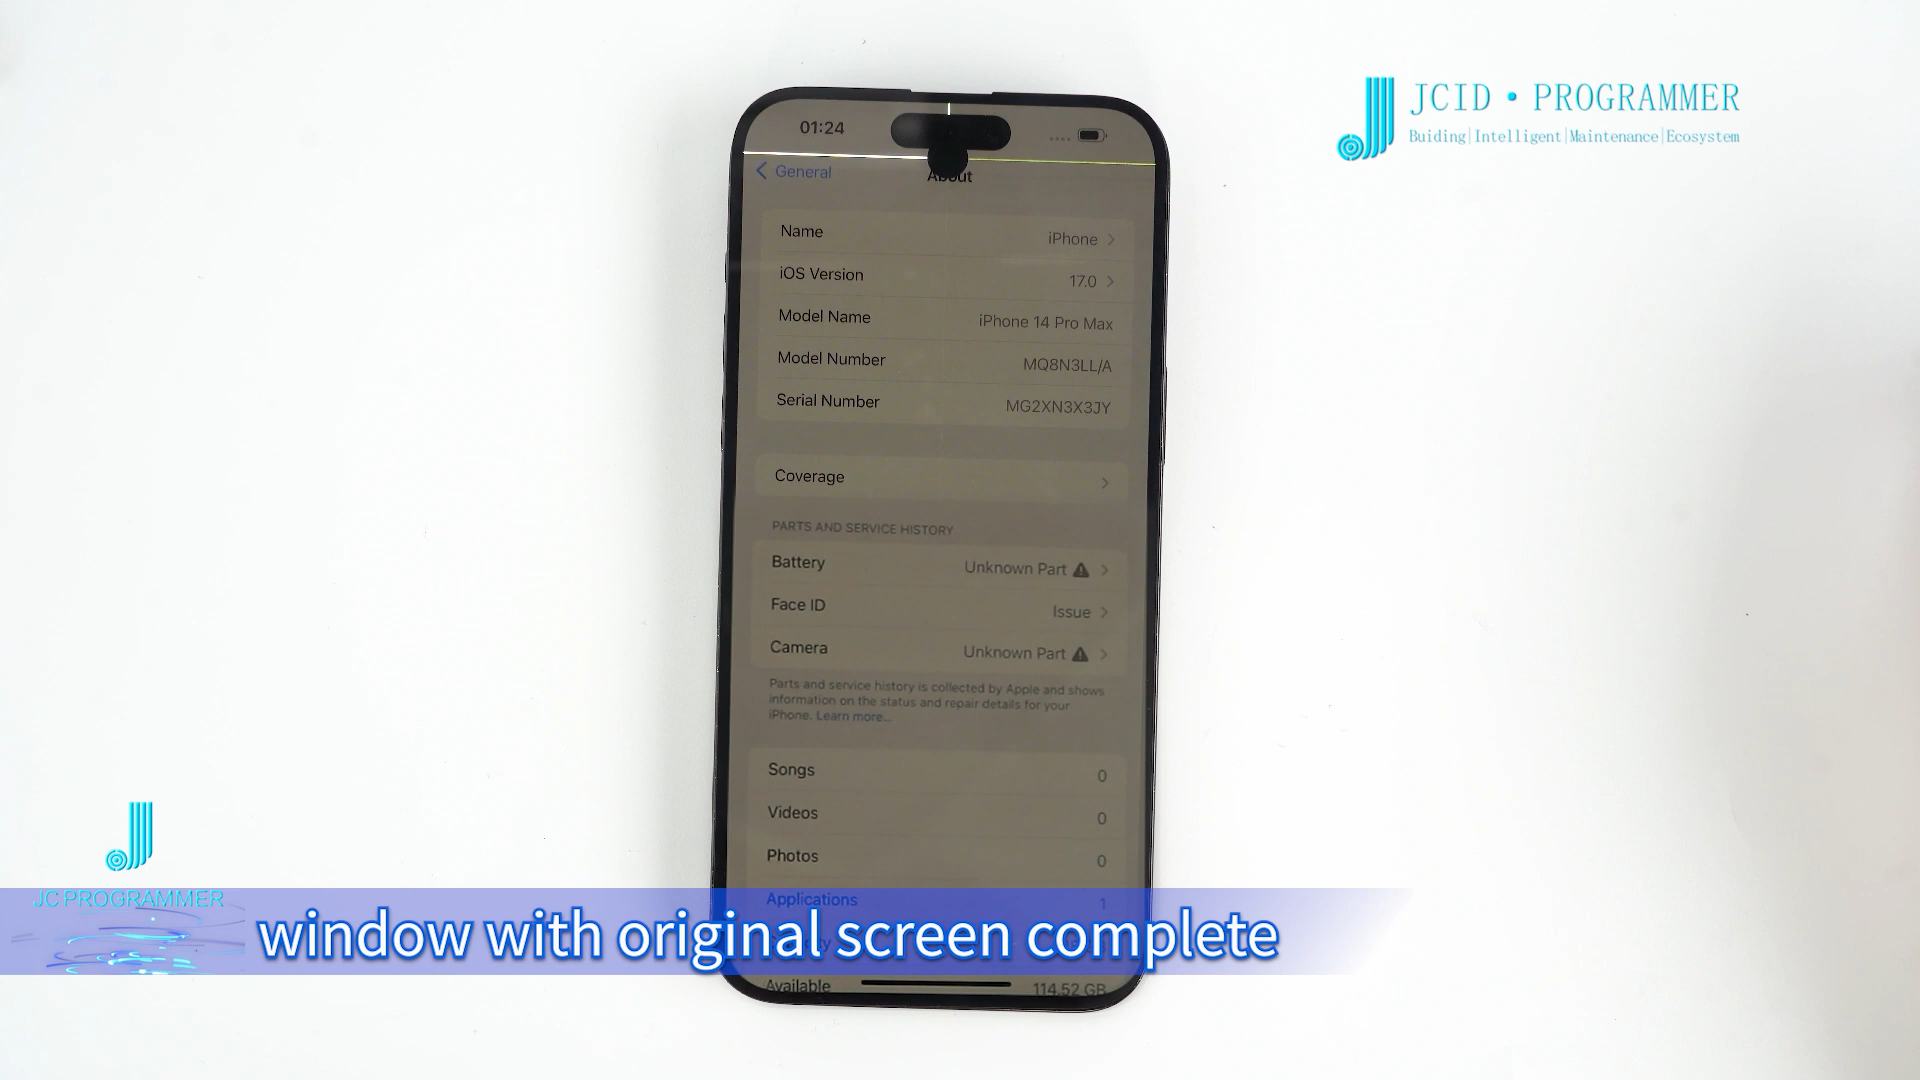 JCID • PROGRAMMER
Buiding|Intelligent|Maintenance|Ecosystem
01:24
General
About
Name iPhone
iOS Version 17.0
Model Name iPhone 14 Pro Max
Model Number MQ8N3LL/A
Serial Number MG2XN3X3JY
Coverage
PARTS AND SERVICE HISTORY
Battery Unknown Part
Face ID Issue
Camera Unknown Part
Parts and service history is collected by Apple and shows
information on the status and repair details for your
iPhone. Learn more...
Songs 0
Videos 0
Photos 0
Applications 1
JC PROGRAMMER
window with original screen complete
Available 114.52 GB